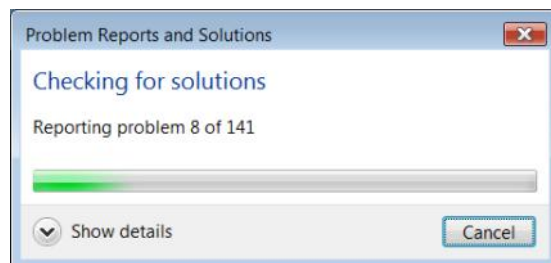 Problem Reports and Solutions
Checking for solutions
Reporting problem 8 of 141
Show details
Cancel